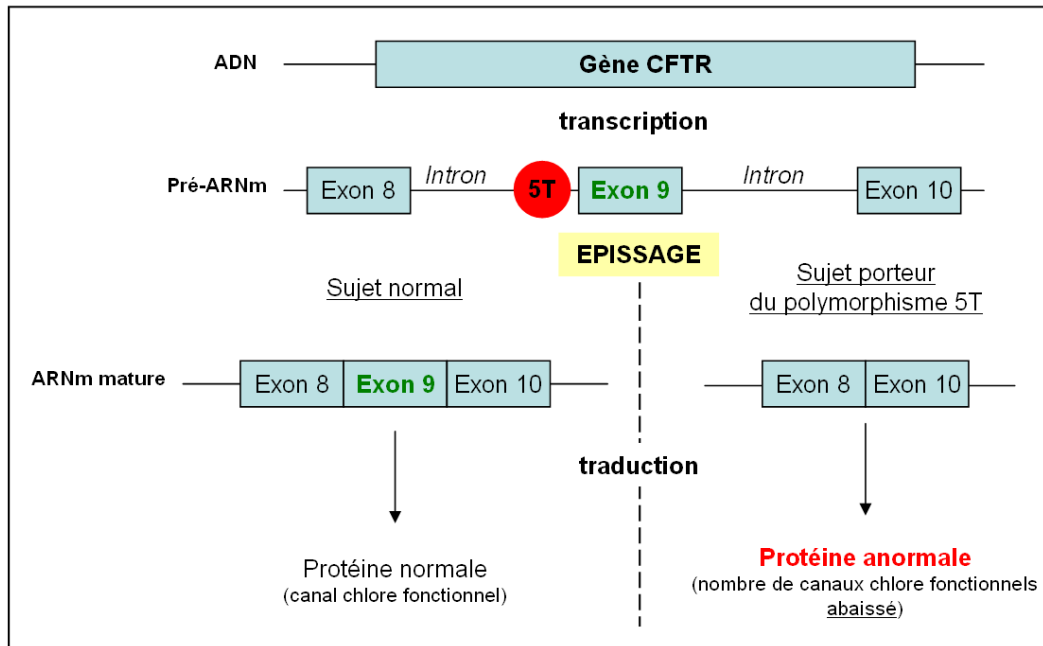 ADN
Gène CFTR
transcription
Pré-ARNm
Exon 8
Intron
5T
Exon 9
Intron
Exon 10
EPISSAGE
Sujet normal
Sujet porteur
du polymorphisme 5T
ARNm mature
Exon 8
Exon 9
Exon 10
Exon 8
Exon 10
traduction
Protéine normale
(canal chlore fonctionnel)
Protéine anormale
(nombre de canaux chlore fonctionnels
abaissé)